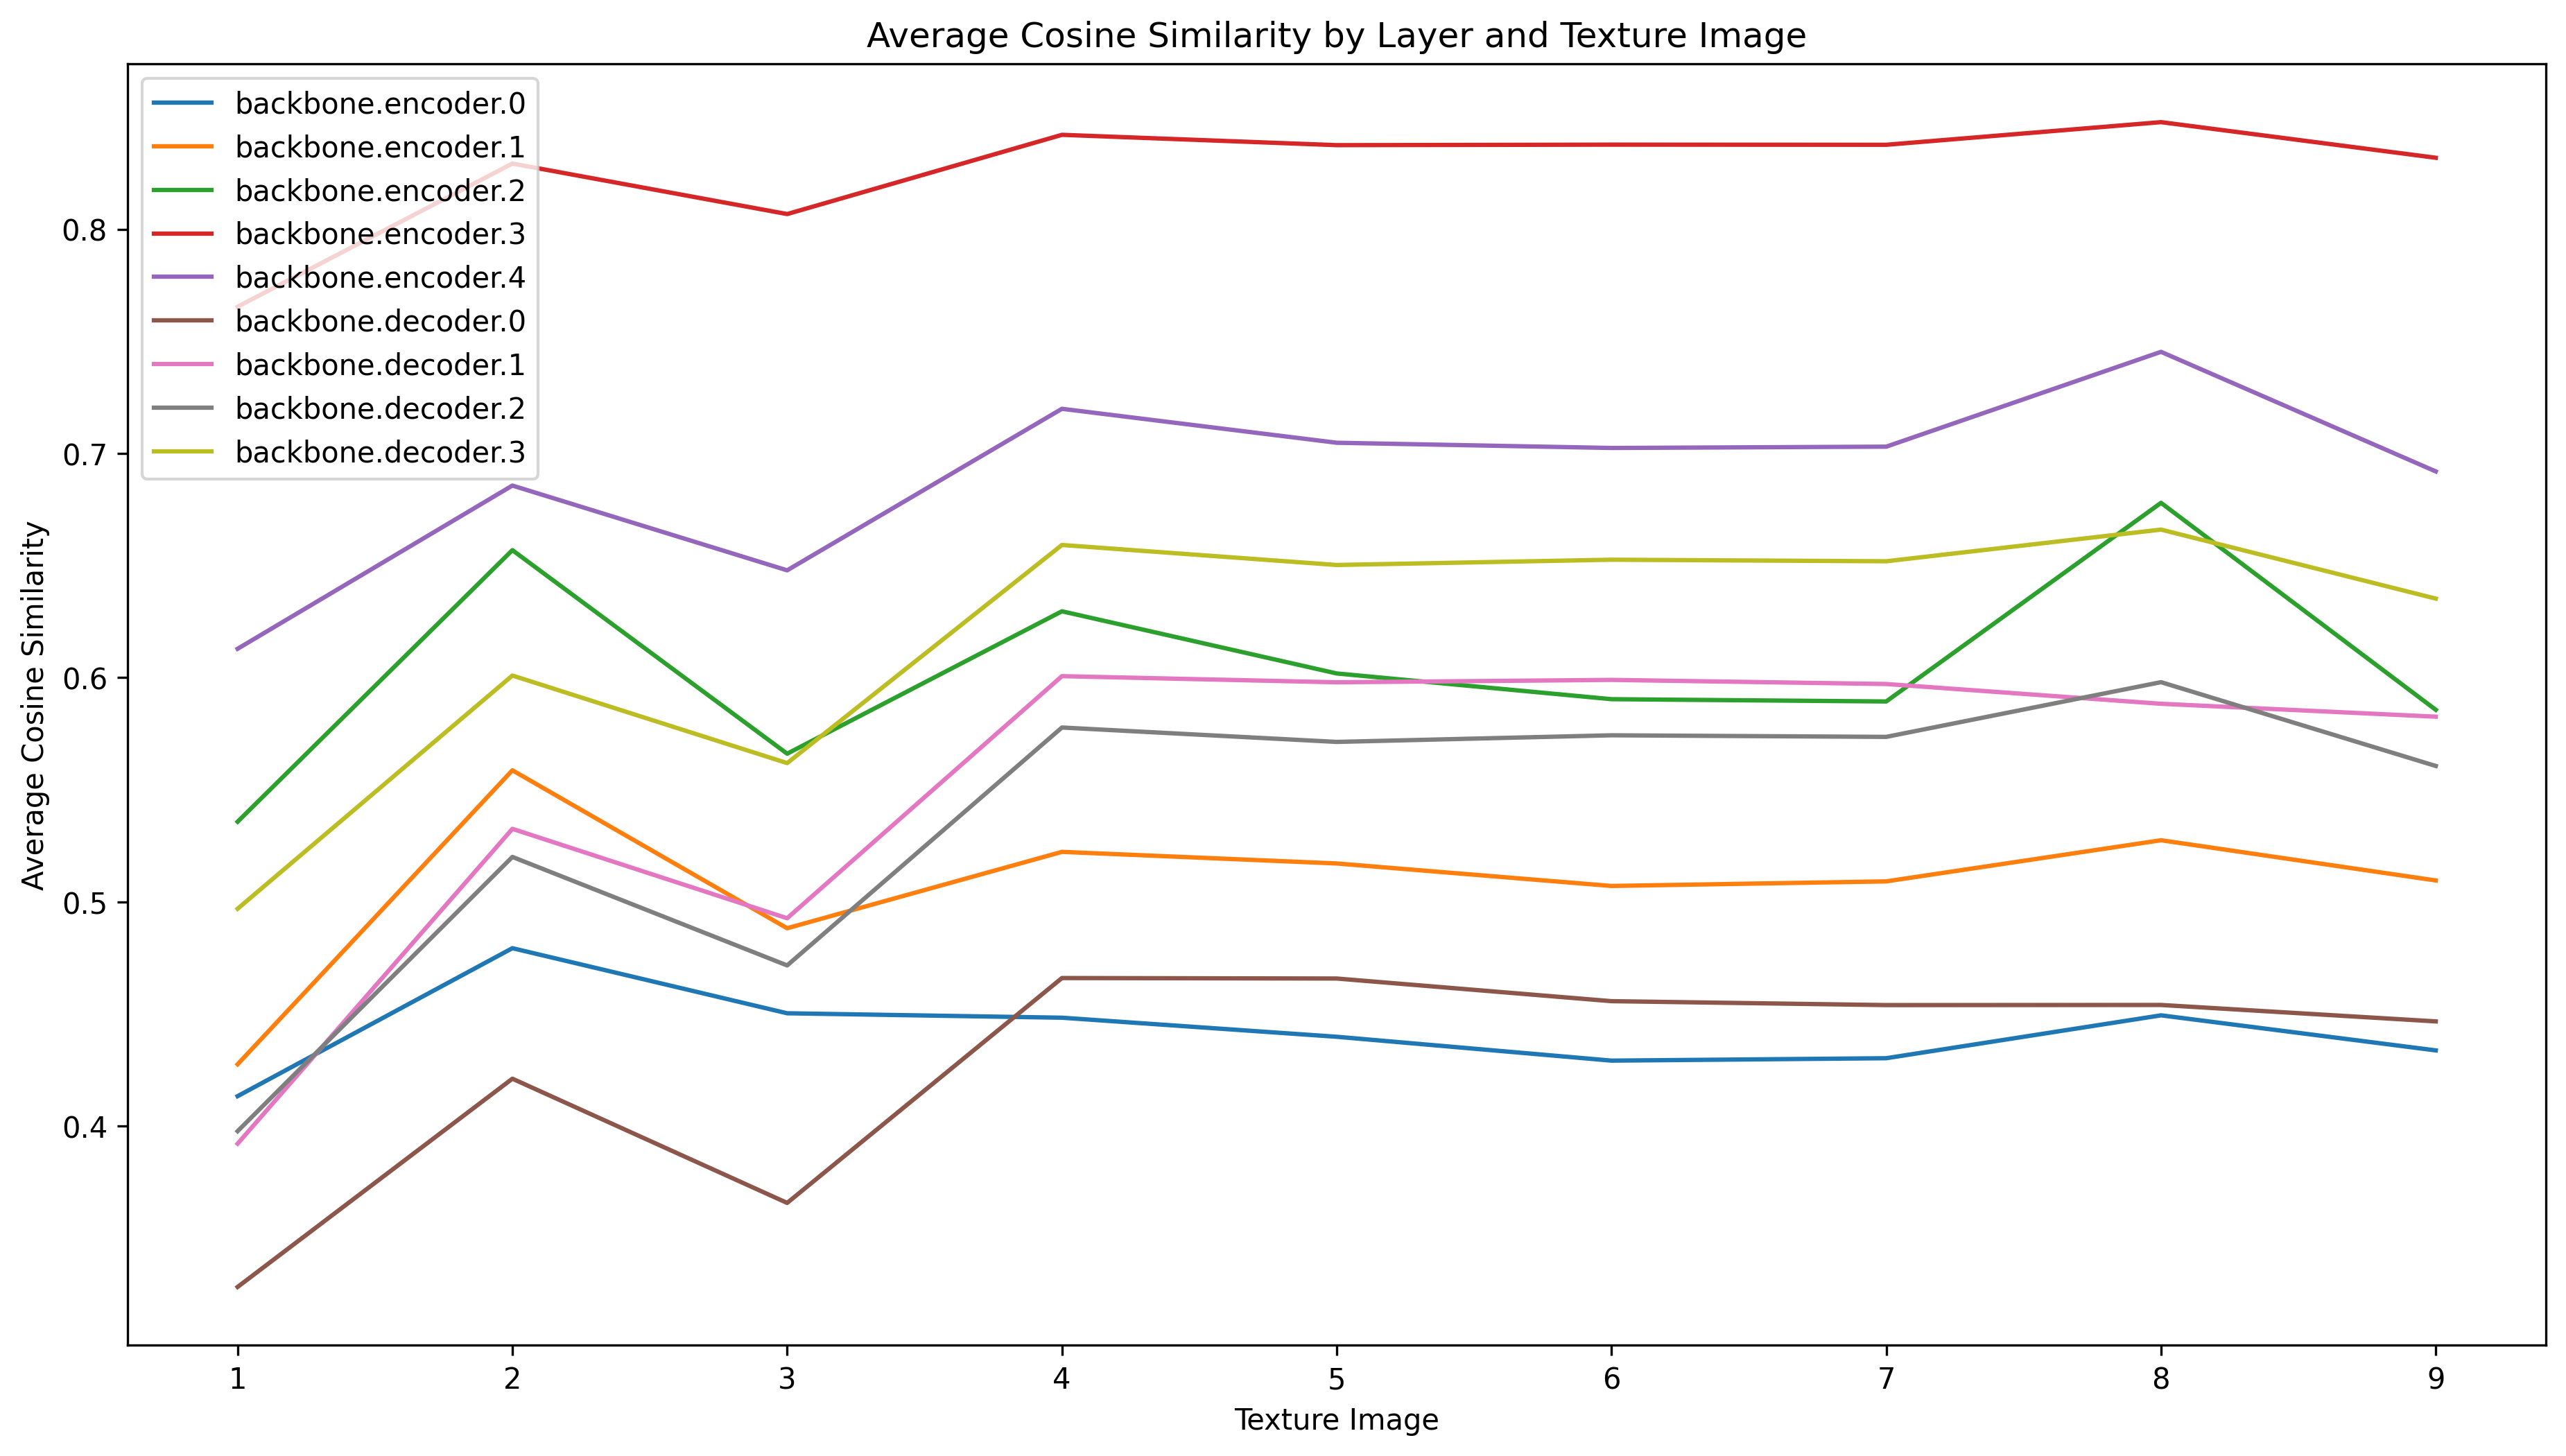 Average Cosine Similarity by Layer and Texture Image
backbone.encoder.0
backbone.encoder.1
backbone.encoder.2
backbone.encoder.3
backbone.encoder.4
backbone.decoder.0
backbone.decoder.1
backbone.decoder.2
backbone.decoder.3
Average Cosine Similarity
0.8
0.7
0.6
0.5
0.4
1 2 3 4 5 6 7 8 9
Texture Image